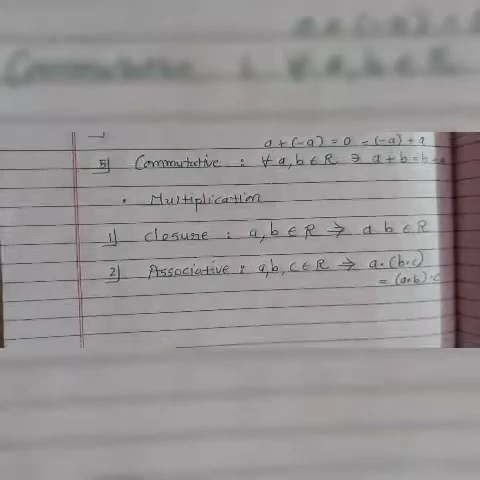 a + (-a) = 0 = (-a) + a
5) Commutative : ∀ a, b ∈ R ⇒ a + b = b + a
• Multiplication
1) closure : a, b ∈ R ⇒ a b ∈ R
2) Associative : a, b, c ∈ R ⇒ a · (b·c)
= (a·b)·c